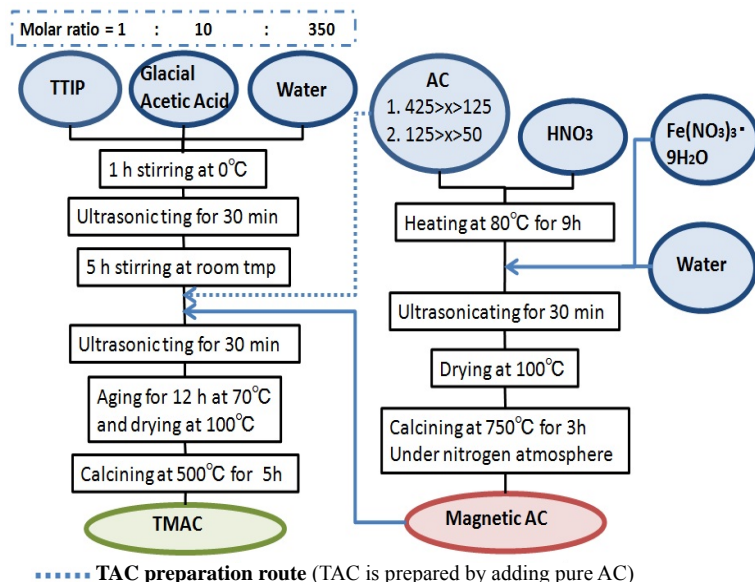 Molar ratio = 1 : 10 : 350
TTIP
Glacial
Acetic Acid
Water
1 h stirring at 0℃
Ultrasonic ting for 30 min
5 h stirring at room tmp
Ultrasonic ting for 30 min
Aging for 12 h at 70℃
and drying at 100℃
Calcining at 500℃ for 5h
TMAC
AC
1. 425>x>125
2. 125>x>50
HNO₃
Fe(NO₃)₃·
9H₂O
Heating at 80℃ for 9h
Water
Ultrasonicating for 30 min
Drying at 100℃
Calcining at 750℃ for 3h
Under nitrogen atmosphere
Magnetic AC
TAC preparation route (TAC is prepared by adding pure AC)